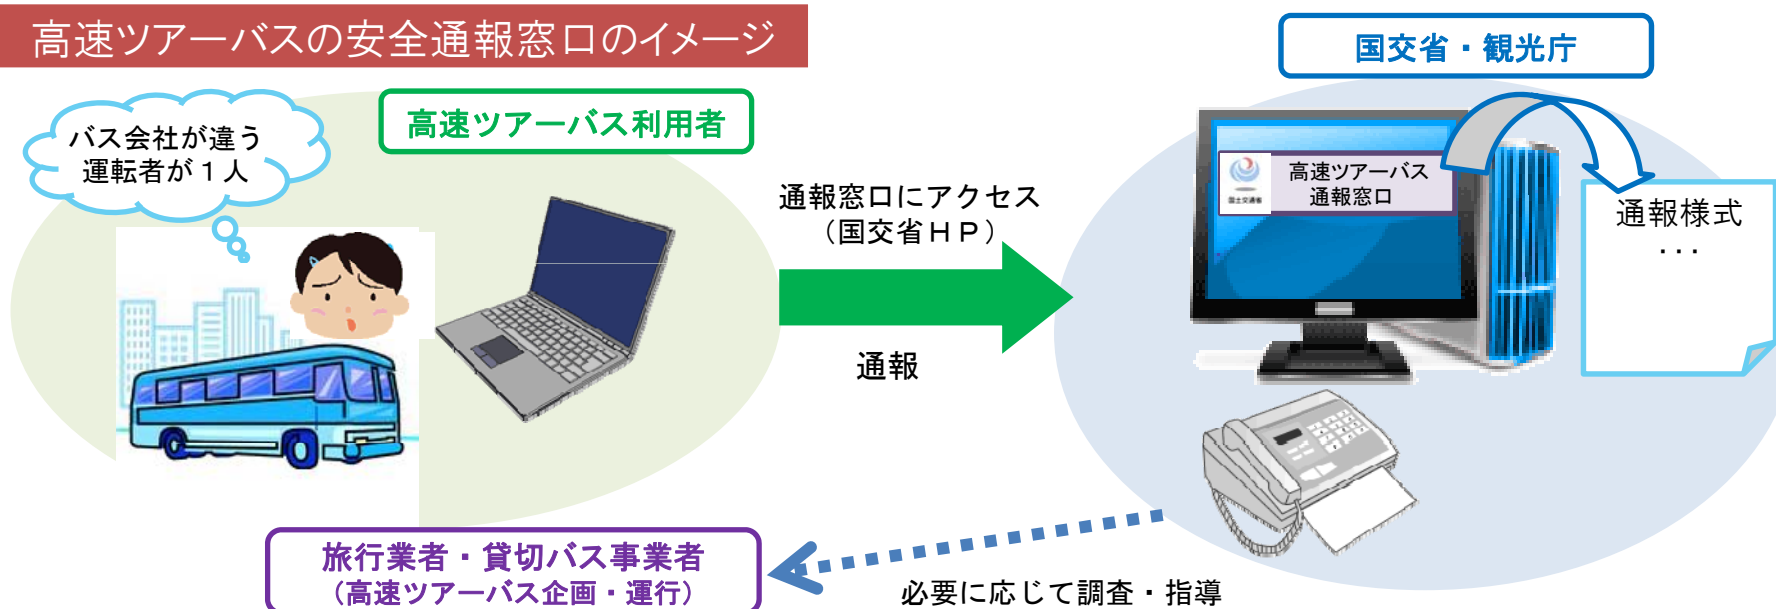 高速ツアーバスの安全通報窓口のイメージ
国交省・観光庁
高速ツアーバス利用者
バス会社が違う
運転者が１人
通報窓口にアクセス
（国交省ＨＰ）
通報
高速ツアーバス
通報窓口
国土交通省
通報様式
・・・
旅行業者・貸切バス事業者
（高速ツアーバス企画・運行）
必要に応じて調査・指導